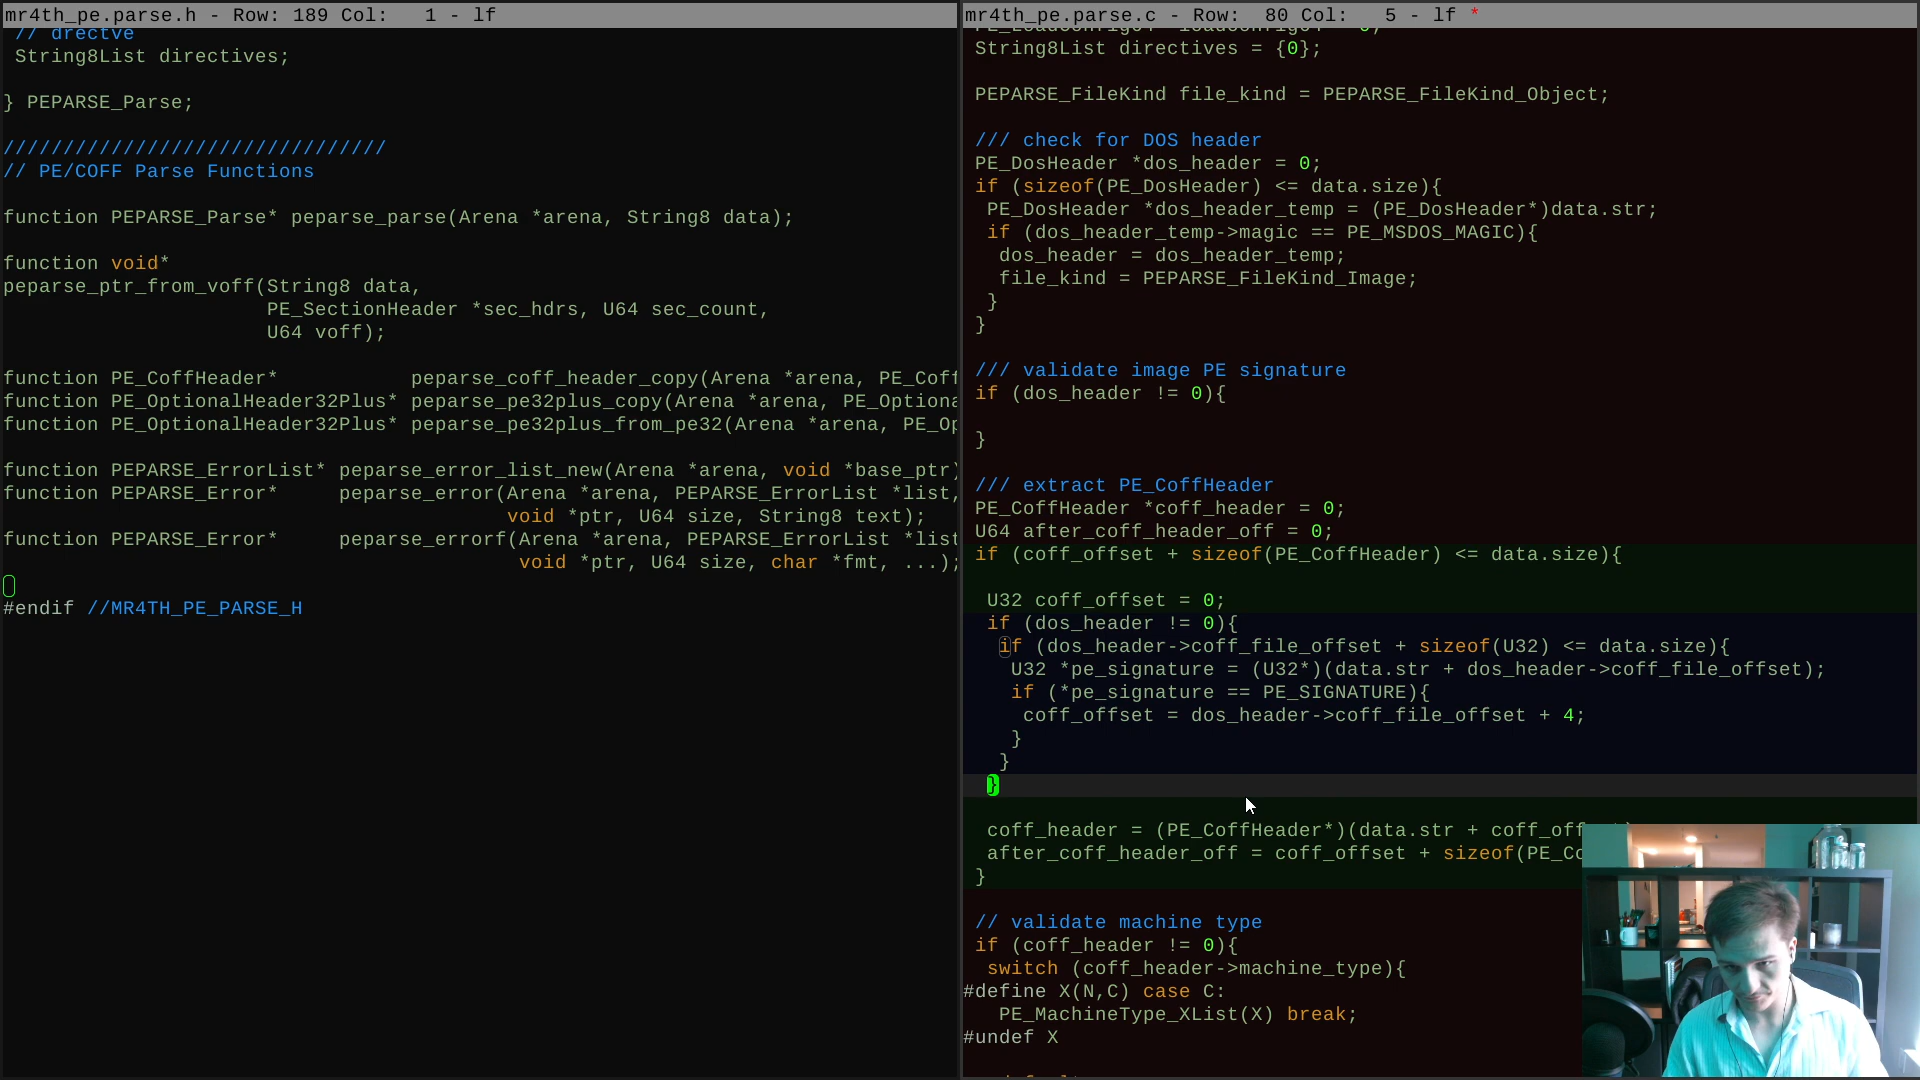 mr4th_pe.parse.h - Row: 189 Col:   1 - lf
// drectve
String8List directives;
} PEPARSE_Parse;
////////////////////////////////
// PE/COFF Parse Functions
function PEPARSE_Parse* peparse_parse(Arena *arena, String8 data);
function void*
peparse_ptr_from_voff(String8 data,
PE_SectionHeader *sec_hdrs, U64 sec_count,
U64 voff);
function PE_CoffHeader*           peparse_coff_header_copy(Arena *arena, PE_Coff
function PE_OptionalHeader32Plus* peparse_pe32plus_copy(Arena *arena, PE_Optiona
function PE_OptionalHeader32Plus* peparse_pe32plus_from_pe32(Arena *arena, PE_Op
function PEPARSE_ErrorList* peparse_error_list_new(Arena *arena, void *base_ptr)
function PEPARSE_Error*     peparse_error(Arena *arena, PEPARSE_ErrorList *list,
void *ptr, U64 size, String8 text);
function PEPARSE_Error*     peparse_errorf(Arena *arena, PEPARSE_ErrorList *list
void *ptr, U64 size, char *fmt, ...);
#endif //MR4TH_PE_PARSE_H
mr4th_pe.parse.c - Row:  80 Col:   5 - lf *
String8List directives = {0};
PEPARSE_FileKind file_kind = PEPARSE_FileKind_Object;
/// check for DOS header
PE_DosHeader *dos_header = 0;
if (sizeof(PE_DosHeader) <= data.size){
PE_DosHeader *dos_header_temp = (PE_DosHeader*)data.str;
if (dos_header_temp->magic == PE_MSDOS_MAGIC){
dos_header = dos_header_temp;
file_kind = PEPARSE_FileKind_Image;
}
}
/// validate image PE signature
if (dos_header != 0){
}
/// extract PE_CoffHeader
PE_CoffHeader *coff_header = 0;
U64 after_coff_header_off = 0;
if (coff_offset + sizeof(PE_CoffHeader) <= data.size){
U32 coff_offset = 0;
if (dos_header != 0){
if (dos_header->coff_file_offset + sizeof(U32) <= data.size){
U32 *pe_signature = (U32*)(data.str + dos_header->coff_file_offset);
if (*pe_signature == PE_SIGNATURE){
coff_offset = dos_header->coff_file_offset + 4;
}
}
}
coff_header = (PE_CoffHeader*)(data.str + coff_off
after_coff_header_off = coff_offset + sizeof(PE_Co
}
// validate machine type
if (coff_header != 0){
switch (coff_header->machine_type){
#define X(N,C) case C:
PE_MachineType_XList(X) break;
#undef X